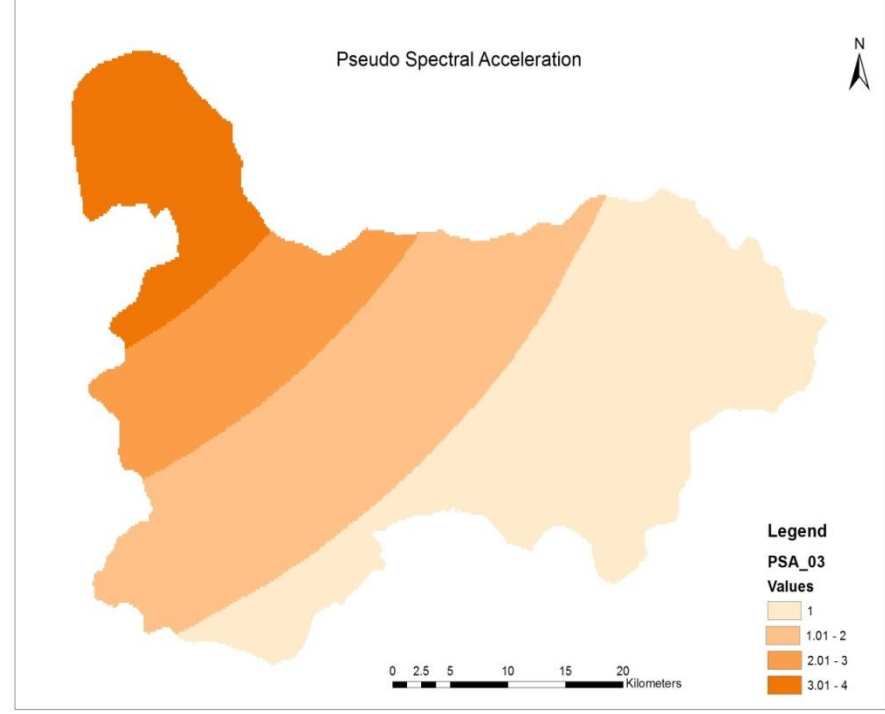 Pseudo Spectral Acceleration
N
Legend
PSA_03
Values
1
1.01 - 2
2.01 - 3
3.01 - 4
0 2.5 5 10 15 20
Kilometers